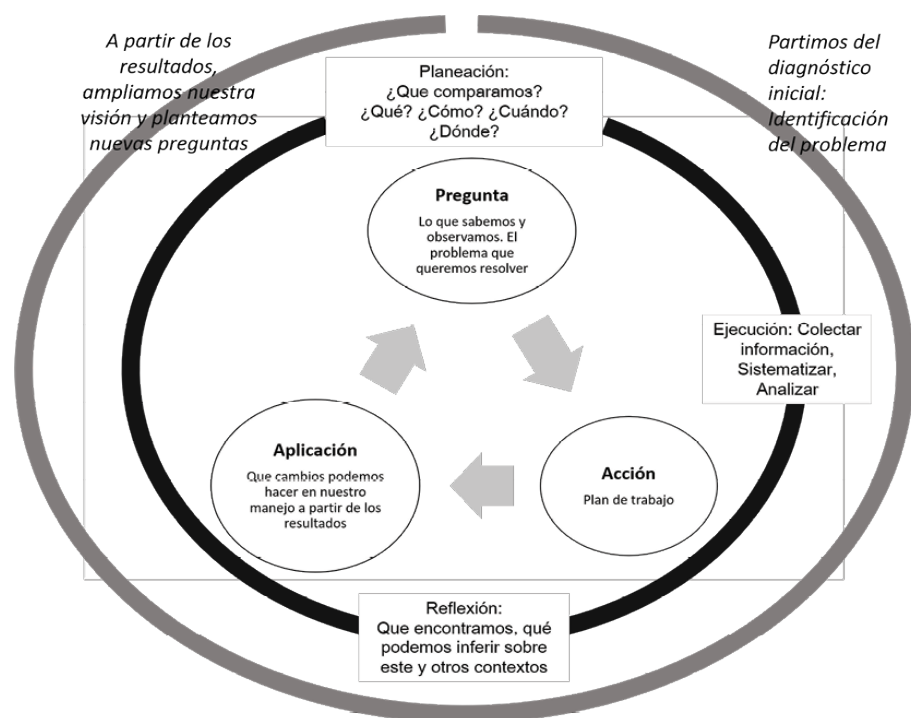 A partir de los
resultados,
ampliamos nuestra
visión y planteamos
nuevas preguntas
Partimos del
diagnóstico
inicial:
Identificación
del problema
Planeación:
¿Que comparamos?
¿Qué? ¿Cómo? ¿Cuándo?
¿Dónde?
Pregunta
Lo que sabemos y
observamos. El
problema que
queremos resolver
Ejecución: Colectar
información,
Sistematizar,
Analizar
Acción
Plan de trabajo
Aplicación
Que cambios podemos
hacer en nuestro
manejo a partir de los
resultados
Reflexión:
Que encontramos, qué
podemos inferir sobre
este y otros contextos